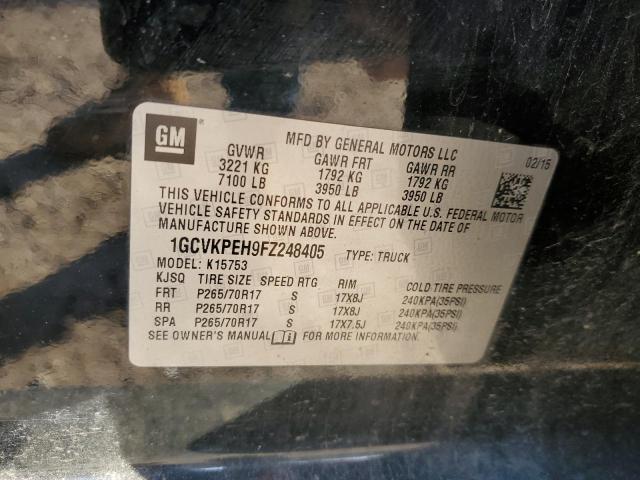 GM
MFD BY GENERAL MOTORS LLC 02/15
GVWR GAWR FRT GAWR RR
3221 KG 1792 KG 1792 KG
7100 LB 3950 LB 3950 LB
THIS VEHICLE CONFORMS TO ALL APPLICABLE U.S. FEDERAL MOTOR
VEHICLE SAFETY STANDARDS IN EFFECT ON THE DATE OF
MANUFACTURE SHOWN ABOVE.
1GCVKPEH9FZ248405 TYPE: TRUCK
MODEL: K15753
KJSQ TIRE SIZE SPEED RTG RIM COLD TIRE PRESSURE
FRT P265/70R17 S 17X8J 240KPA(35PSI)
RR P265/70R17 S 17X8J 240KPA(35PSI)
SPA P265/70R17 S 17X7.5J 240KPA(35PSI)
SEE OWNER'S MANUAL FOR MORE INFORMATION.